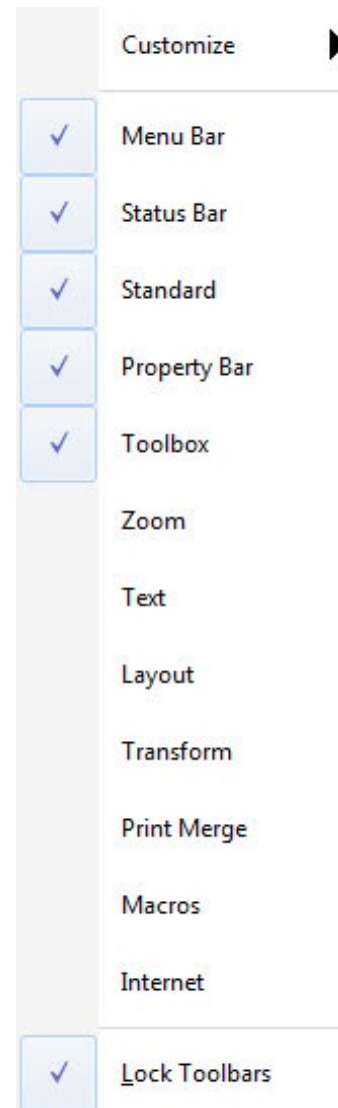 Customize
Menu Bar
Status Bar
Standard
Property Bar
Toolbox
Zoom
Text
Layout
Transform
Print Merge
Macros
Internet
Lock Toolbars